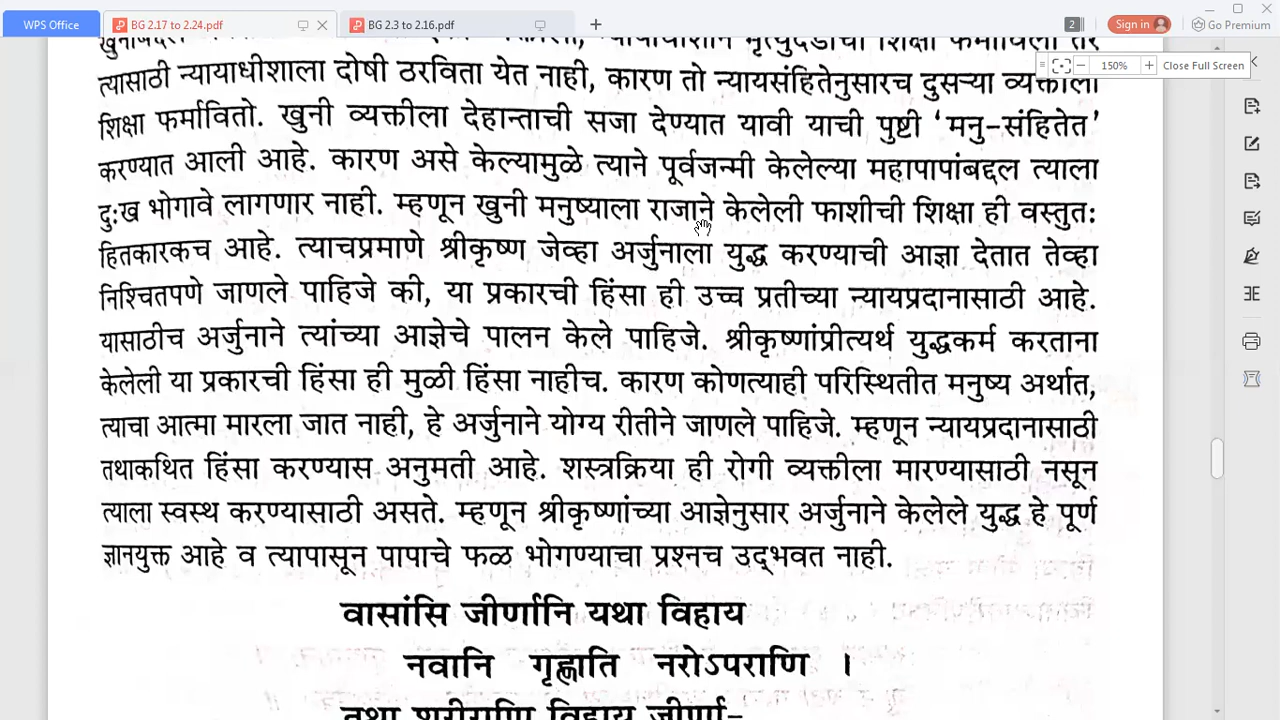 WPS Office
BG 2.17 to 2.24.pdf
BG 2.3 to 2.16.pdf
2
Sign in
Go Premium
150%
Close Full Screen
मृत्युदंडाची शिक्षा फर्माविली तर
त्यासाठी न्यायाधीशाला दोषी ठरविता येत नाही, कारण तो न्यायसंहितेनुसारच दुसऱ्या व्यक्तीला
शिक्षा फर्मावितो. खुनी व्यक्तीला देहान्ताची सजा देण्यात यावी याची पुष्टी ‘मनु-संहितेत’
करण्यात आली आहे. कारण असे केल्यामुळे त्याने पूर्वजन्मी केलेल्या महापापांबद्दल त्याला
दुःख भोगावे लागणार नाही. म्हणून खुनी मनुष्याला राजाने केलेली फाशीची शिक्षा ही वस्तुतः
हितकारकच आहे. त्याचप्रमाणे श्रीकृष्ण जेव्हा अर्जुनाला युद्ध करण्याची आज्ञा देतात तेव्हा
निश्चितपणे जाणले पाहिजे की, या प्रकारची हिंसा ही उच्च प्रतीच्या न्यायप्रदानासाठी आहे.
यासाठीच अर्जुनाने त्यांच्या आज्ञेचे पालन केले पाहिजे. श्रीकृष्णांप्रीत्यर्थ युद्धकर्म करताना
केलेली या प्रकारची हिंसा ही मुळी हिंसा नाहीच. कारण कोणत्याही परिस्थितीत मनुष्य अर्थात,
त्याचा आत्मा मारला जात नाही, हे अर्जुनाने योग्य रीतीने जाणले पाहिजे. म्हणून न्यायप्रदानासाठी
तथाकथित हिंसा करण्यास अनुमती आहे. शस्त्रक्रिया ही रोगी व्यक्तीला मारण्यासाठी नसून
त्याला स्वस्थ करण्यासाठी असते. म्हणून श्रीकृष्णांच्या आज्ञेनुसार अर्जुनाने केलेले युद्ध हे पूर्ण
ज्ञानयुक्त आहे व त्यापासून पापाचे फळ भोगण्याचा प्रश्नच उद्‌भवत नाही.
वासांसि जीर्णानि यथा विहाय
नवानि गृह्णाति नरोऽपराणि ।
तथा शरीराणि विहाय जीर्णा-